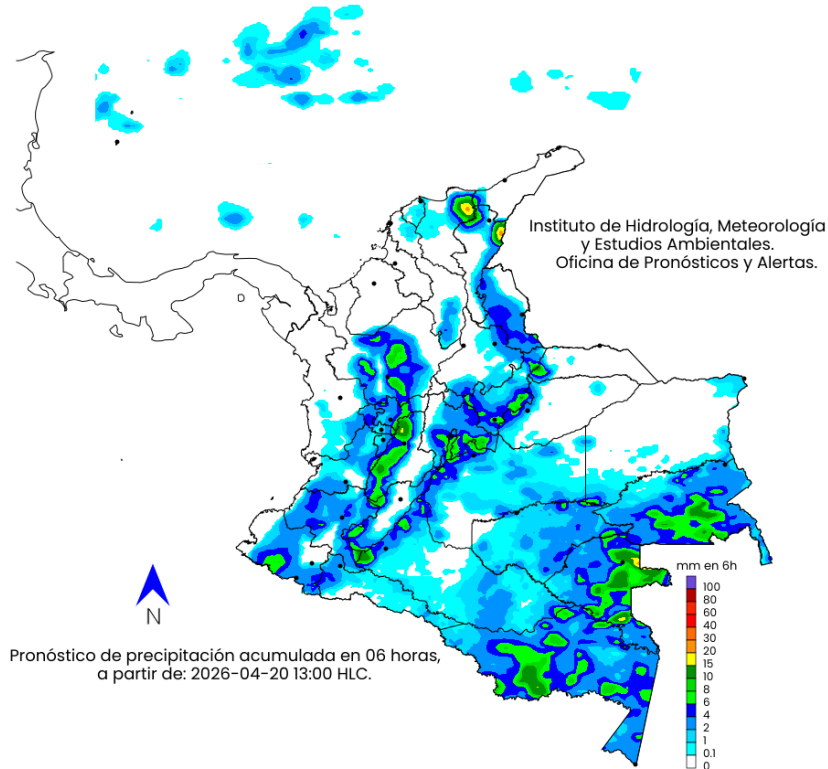 Instituto de Hidrología, Meteorología
y Estudios Ambientales.
Oficina de Pronósticos y Alertas.
mm en 6h
100
80
60
40
30
20
15
10
8
6
4
2
1
0.1
0
N
Pronóstico de precipitación acumulada en 06 horas,
a partir de: 2026-04-20 13:00 HLC.